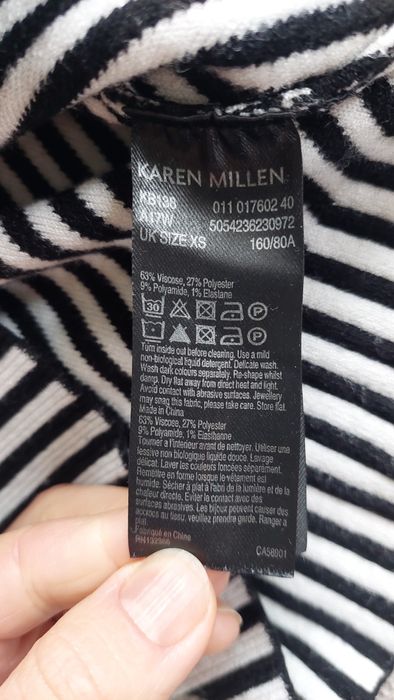 KAREN MILLEN
KB138 011 017602 40
A17W 5054236230972
UK SIZE XS 160/80A
63% Viscose, 27% Polyester
9% Polyamide, 1% Elastane
30
Turn inside out before cleaning. Use a mild
non-biological liquid detergent. Delicate wash.
Wash dark colours separately. Re-shape whilst
damp. Dry flat away from direct heat and light.
Avoid contact with abrasive surfaces. Jewellery
may snag this fabric, please take care. Store flat.
Made in China
63% Viscose, 27% Polyester
9% Polyamide, 1% Élasthanne
Tourner à l'intérieur avant de nettoyer. Utiliser une
lessive non biologique liquide douce. Lavage
délicat. Laver les couleurs foncées séparément.
Étirement en forme lorsque le vêtement est
humide. Sécher à plat à l'abri de la lumière et de la
chaleur directe. Eviter le contact avec des
surfaces abrasives. Les bijoux peuvent causer des
accrocs au tissu, veuillez prendre garde. Ranger à
plat.
Fabriqué en Chine
RN132366 CA56901